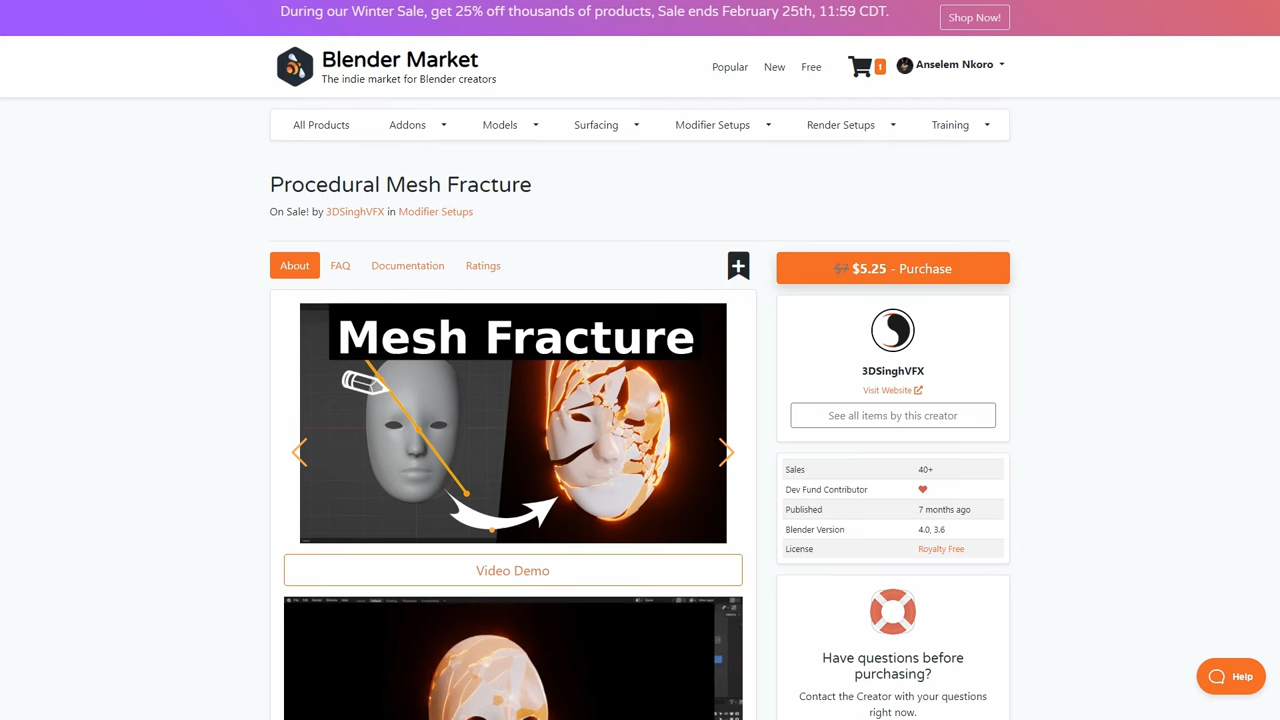 During our Winter Sale, get 25% off thousands of products, Sale ends February 25th, 11:59 CDT.
Shop Now!
Blender Market
The indie market for Blender creators
Popular
New
Free
1
Anselem Nkoro
All Products
Addons
Models
Surfacing
Modifier Setups
Render Setups
Training
Procedural Mesh Fracture
On Sale! by 3DSinghVFX in Modifier Setups
About
FAQ
Documentation
Ratings
$7 $5.25 - Purchase
Mesh Fracture
3DSinghVFX
Visit Website
See all items by this creator
Sales 40+
Dev Fund Contributor
Published 7 months ago
Blender Version 4.0, 3.6
License Royalty Free
Video Demo
Have questions before
purchasing?
Contact the Creator with your questions
right now.
Help